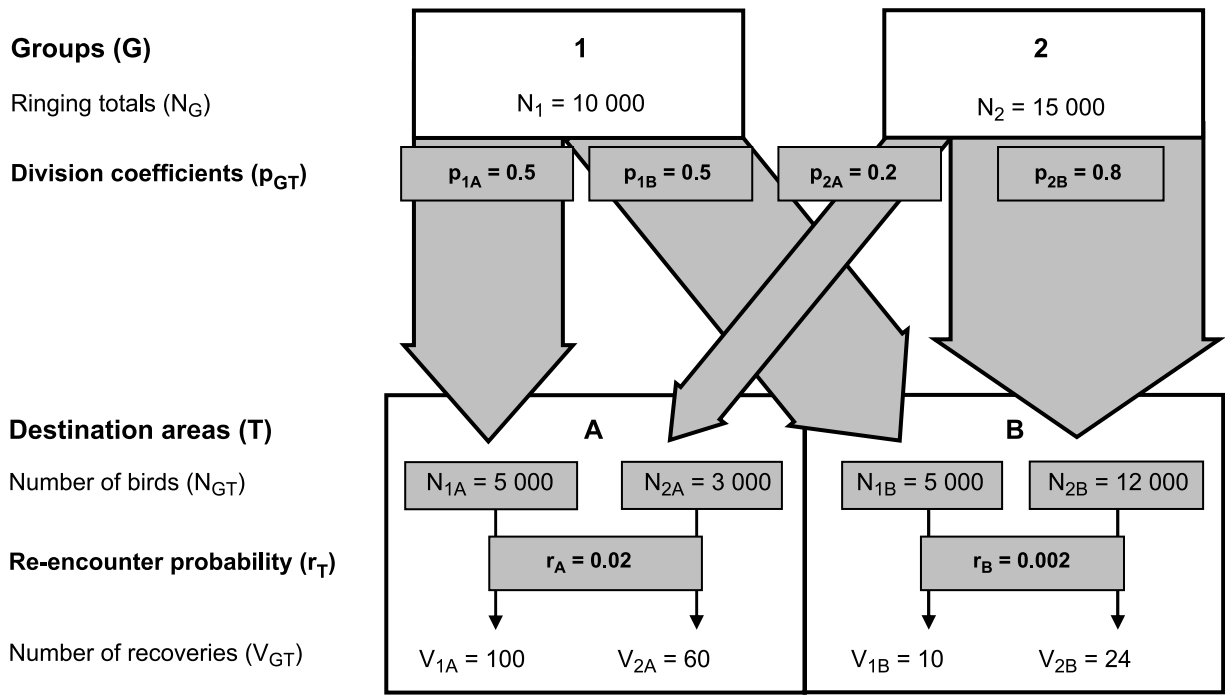 Groups (G) 1 2
Ringing totals (N_G) N_1 = 10 000 N_2 = 15 000
Division coefficients (p_GT) p_1A = 0.5 p_1B = 0.5 p_2A = 0.2 p_2B = 0.8
Destination areas (T) A B
Number of birds (N_GT) N_1A = 5 000 N_2A = 3 000 N_1B = 5 000 N_2B = 12 000
Re-encounter probability (r_T) r_A = 0.02 r_B = 0.002
Number of recoveries (V_GT) V_1A = 100 V_2A = 60 V_1B = 10 V_2B = 24